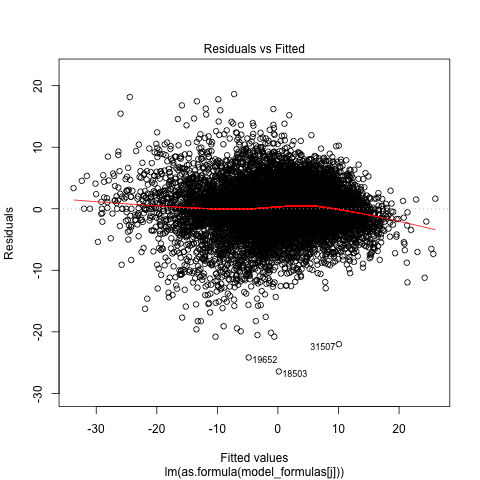 Residuals vs Fitted
20
10
0
-10
-20
-30
Residuals
31507
19652
18503
-30 -20 -10 0 10 20
Fitted values
lm(as.formula(model_formulas[j]))